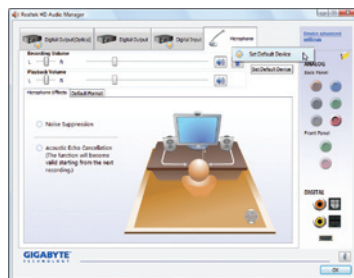 Realtek HD Audio Manager
Digital Output(Optical)
Digital Output
Digital Input
Microphone
Device advanced settings
Recording Volume
L
R
Set Default Device
Playback Volume
L
R
Set Default Device
ANALOG
Back Panel
Microphone Effects
Default Format
Noise Suppression
Acoustic Echo Cancellation
(The function will become
valid starting from the next
recording.)
Front Panel
DIGITAL
GIGABYTE
TECHNOLOGY
OK